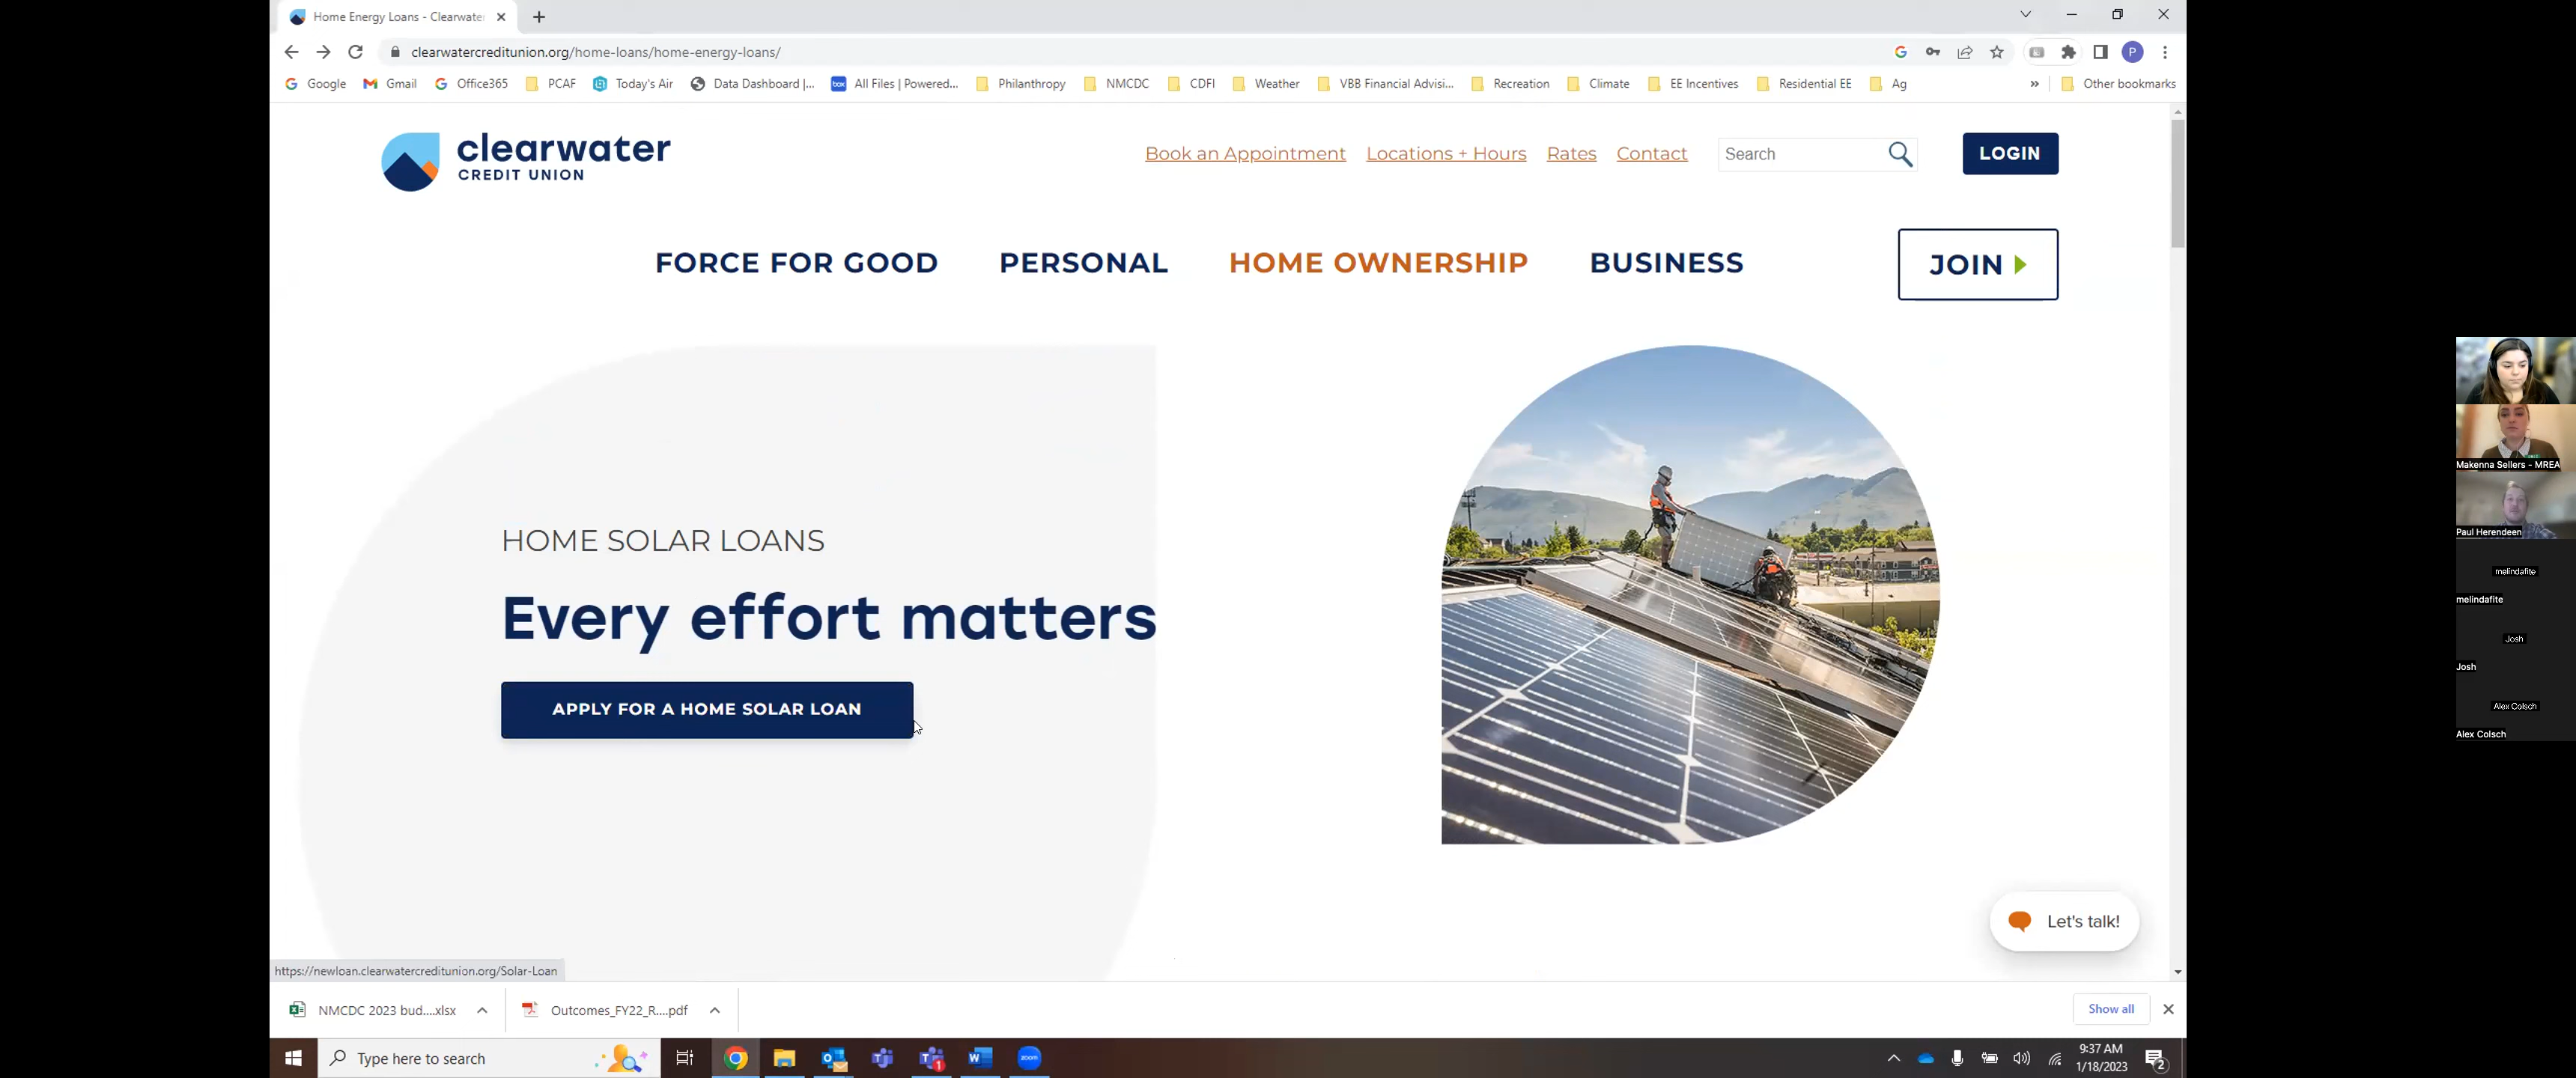 Home Energy Loans - Clearwate
clearwatercreditunion.org/home-loans/home-energy-loans/
P
Google Gmail Office365 PCAF Today's Air Data Dashboard |... All Files | Powered... Philanthropy NMCDC CDFI Weather VBB Financial Advisi... Recreation Climate EE Incentives Residential EE Ag » Other bookmarks
box
clearwater
CREDIT UNION
Book an Appointment Locations + Hours Rates Contact Search LOGIN
FORCE FOR GOOD PERSONAL HOME OWNERSHIP BUSINESS JOIN
HOME SOLAR LOANS
Every effort matters
APPLY FOR A HOME SOLAR LOAN
Let's talk!
https://newloan.clearwatercreditunion.org/Solar-Loan
NMCDC 2023 bud....xlsx Outcomes_FY22_R....pdf Show all
Type here to search
zoom
9:37 AM
1/18/2023
2
Makenna Sellers - MREA
Paul Herendeen
melindafite
melindafite
Josh
Josh
Alex Colsch
Alex Colsch